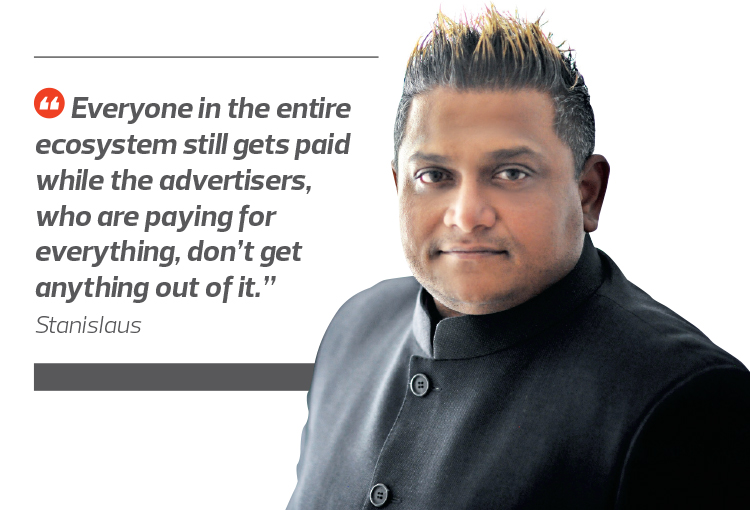 “ Everyone in the entire
ecosystem still gets paid
while the advertisers,
who are paying for
everything, don’t get
anything out of it.”
Stanislaus